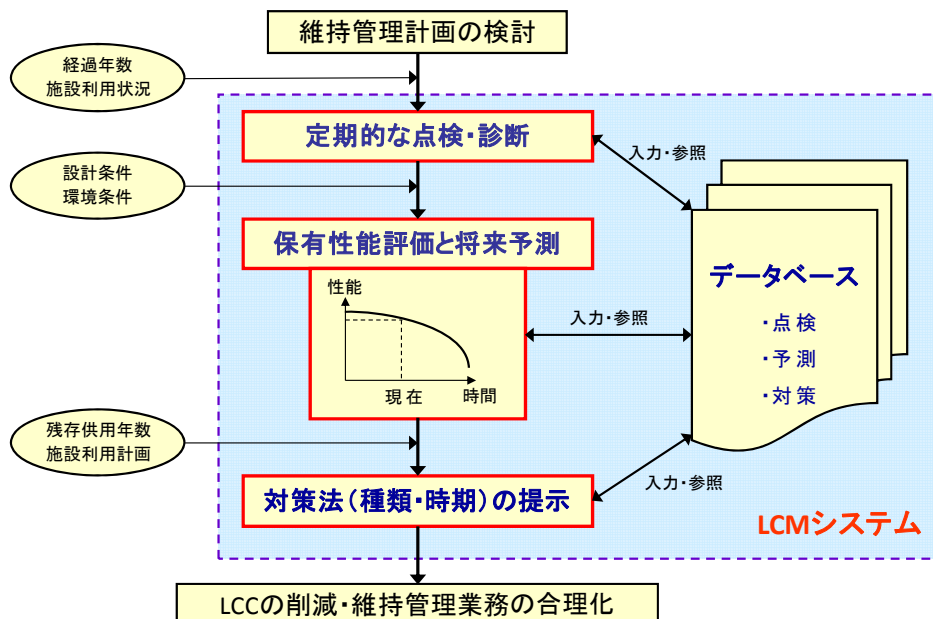 維持管理計画の検討
経過年数
施設利用状況
定期的な点検・診断
入力・参照
設計条件
環境条件
保有性能評価と将来予測
データベース
・点検
・予測
・対策
性能
入力・参照
現在
時間
残存供用年数
施設利用計画
対策法(種類・時期)の提示
入力・参照
LCMシステム
LCCの削減・維持管理業務の合理化